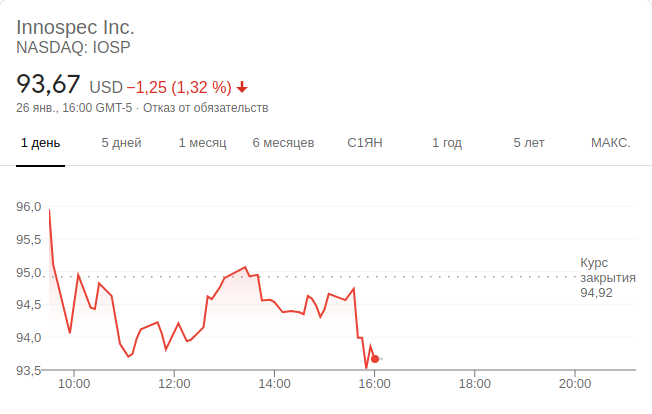 Innospec Inc.
NASDAQ: IOSP
93,67 USD −1,25 (1,32 %)
26 янв., 16:00 GMT-5 · Отказ от обязательств
1 день 5 дней 1 месяц 6 месяцев С1ЯН 1 год 5 лет МАКС.
96,0
95,5
95,0
94,5
94,0
93,5
Курс
закрытия
94,92
10:00 12:00 14:00 16:00 18:00 20:00